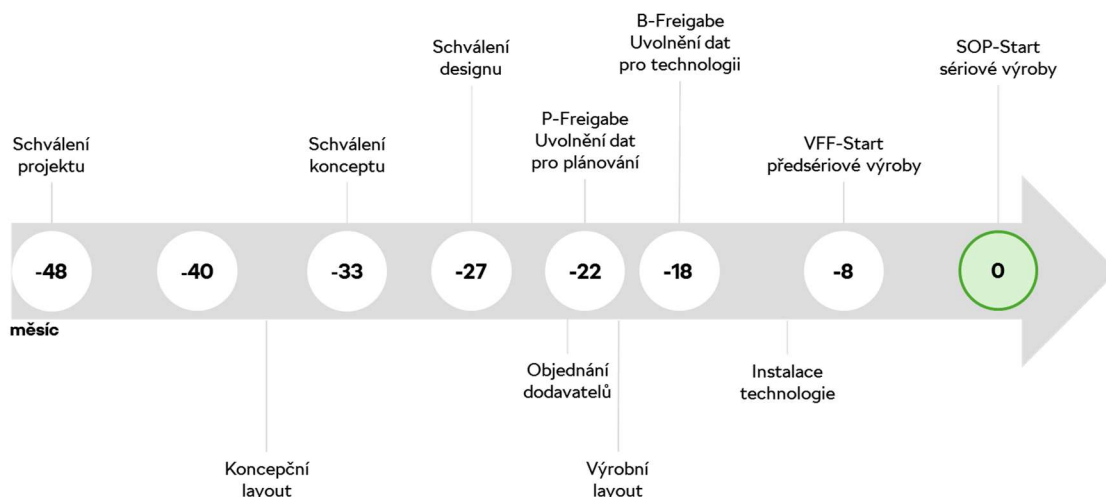 B-Freigabe
Uvolnění dat
pro technologii
SOP-Start
sériové výroby
Schválení
designu
P-Freigabe
Uvolnění dat
pro plánování
Schválení
projektu
Schválení
konceptu
VFF-Start
předsériové výroby
-48
-40
-33
-27
-22
-18
-8
0
měsíc
Objednání
dodavatelů
Instalace
technologie
Koncepční
layout
Výrobní
layout